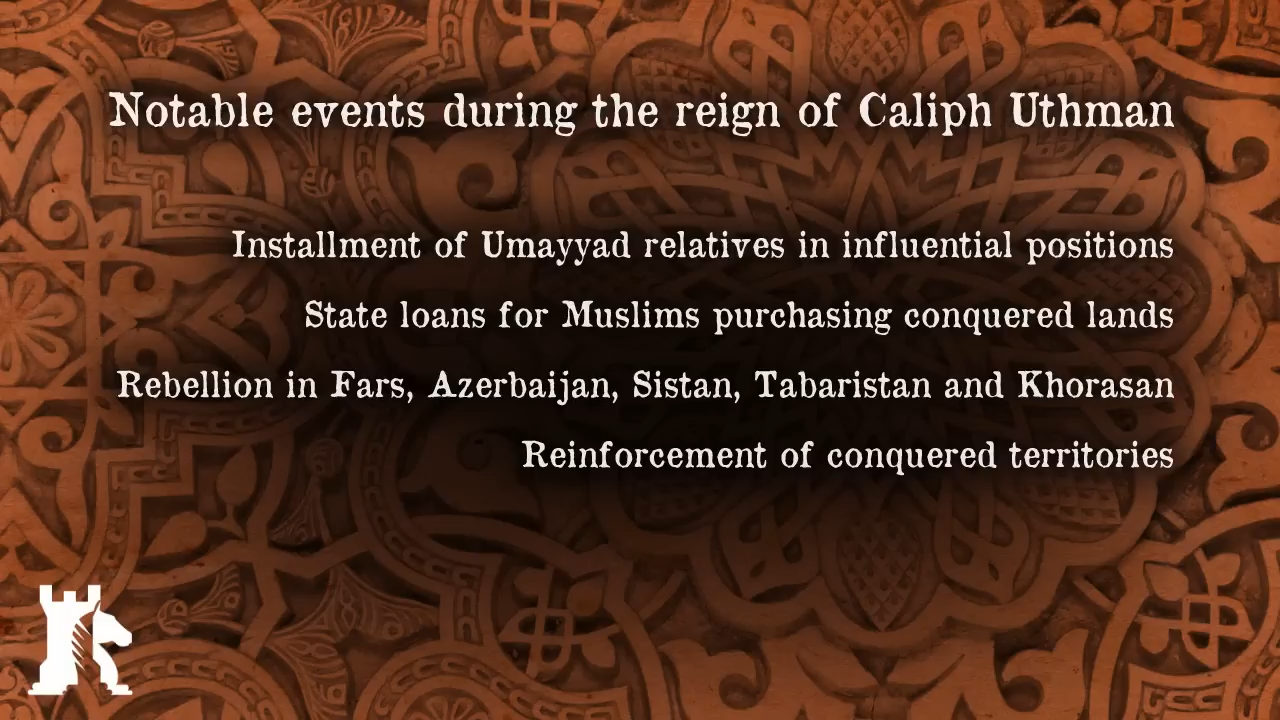 Notable events during the reign of Caliph Uthman
Installment of Umayyad relatives in influential positions
State loans for Muslims purchasing conquered lands
Rebellion in Fars, Azerbaijan, Sistan, Tabaristan and Khorasan
Reinforcement of conquered territories